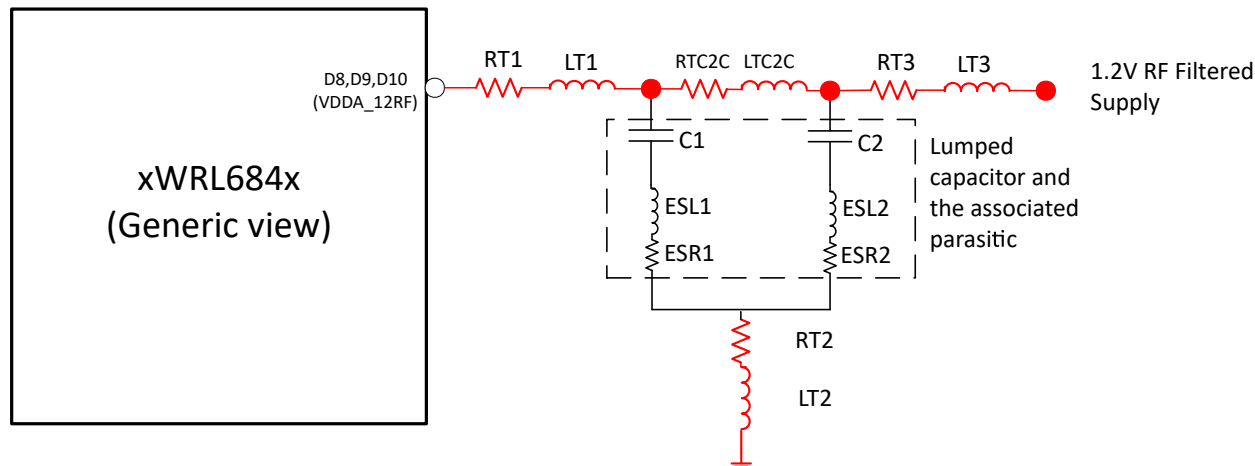 RT1
LT1
RTC2C
LTC2C
RT3
LT3
1.2V RF Filtered
Supply
D8,D9,D10
(VDDA_12RF)
xWRL684x
(Generic view)
C1
C2
Lumped
capacitor and
the associated
parasitic
ESL1
ESL2
ESR1
ESR2
RT2
LT2